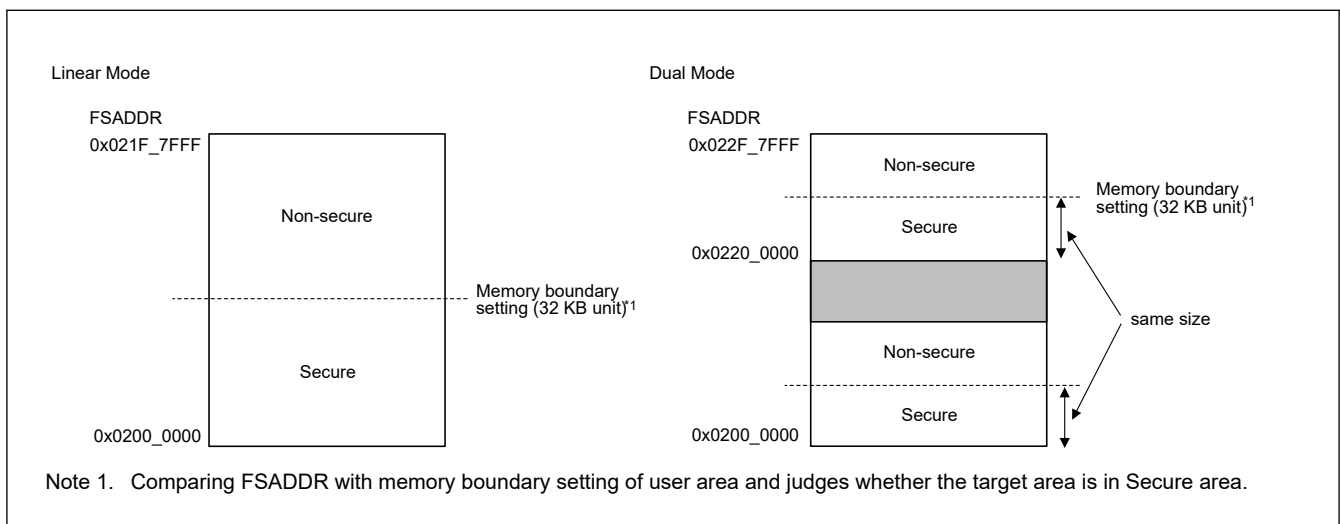 Linear Mode
FSADDR
0x021F_7FFF
Non-secure
Memory boundary
setting (32 KB unit)*1
Secure
0x0200_0000
Dual Mode
FSADDR
0x022F_7FFF
Non-secure
Memory boundary
setting (32 KB unit)*1
Secure
0x0220_0000
same size
Non-secure
Secure
0x0200_0000
Note 1. Comparing FSADDR with memory boundary setting of user area and judges whether the target area is in Secure area.